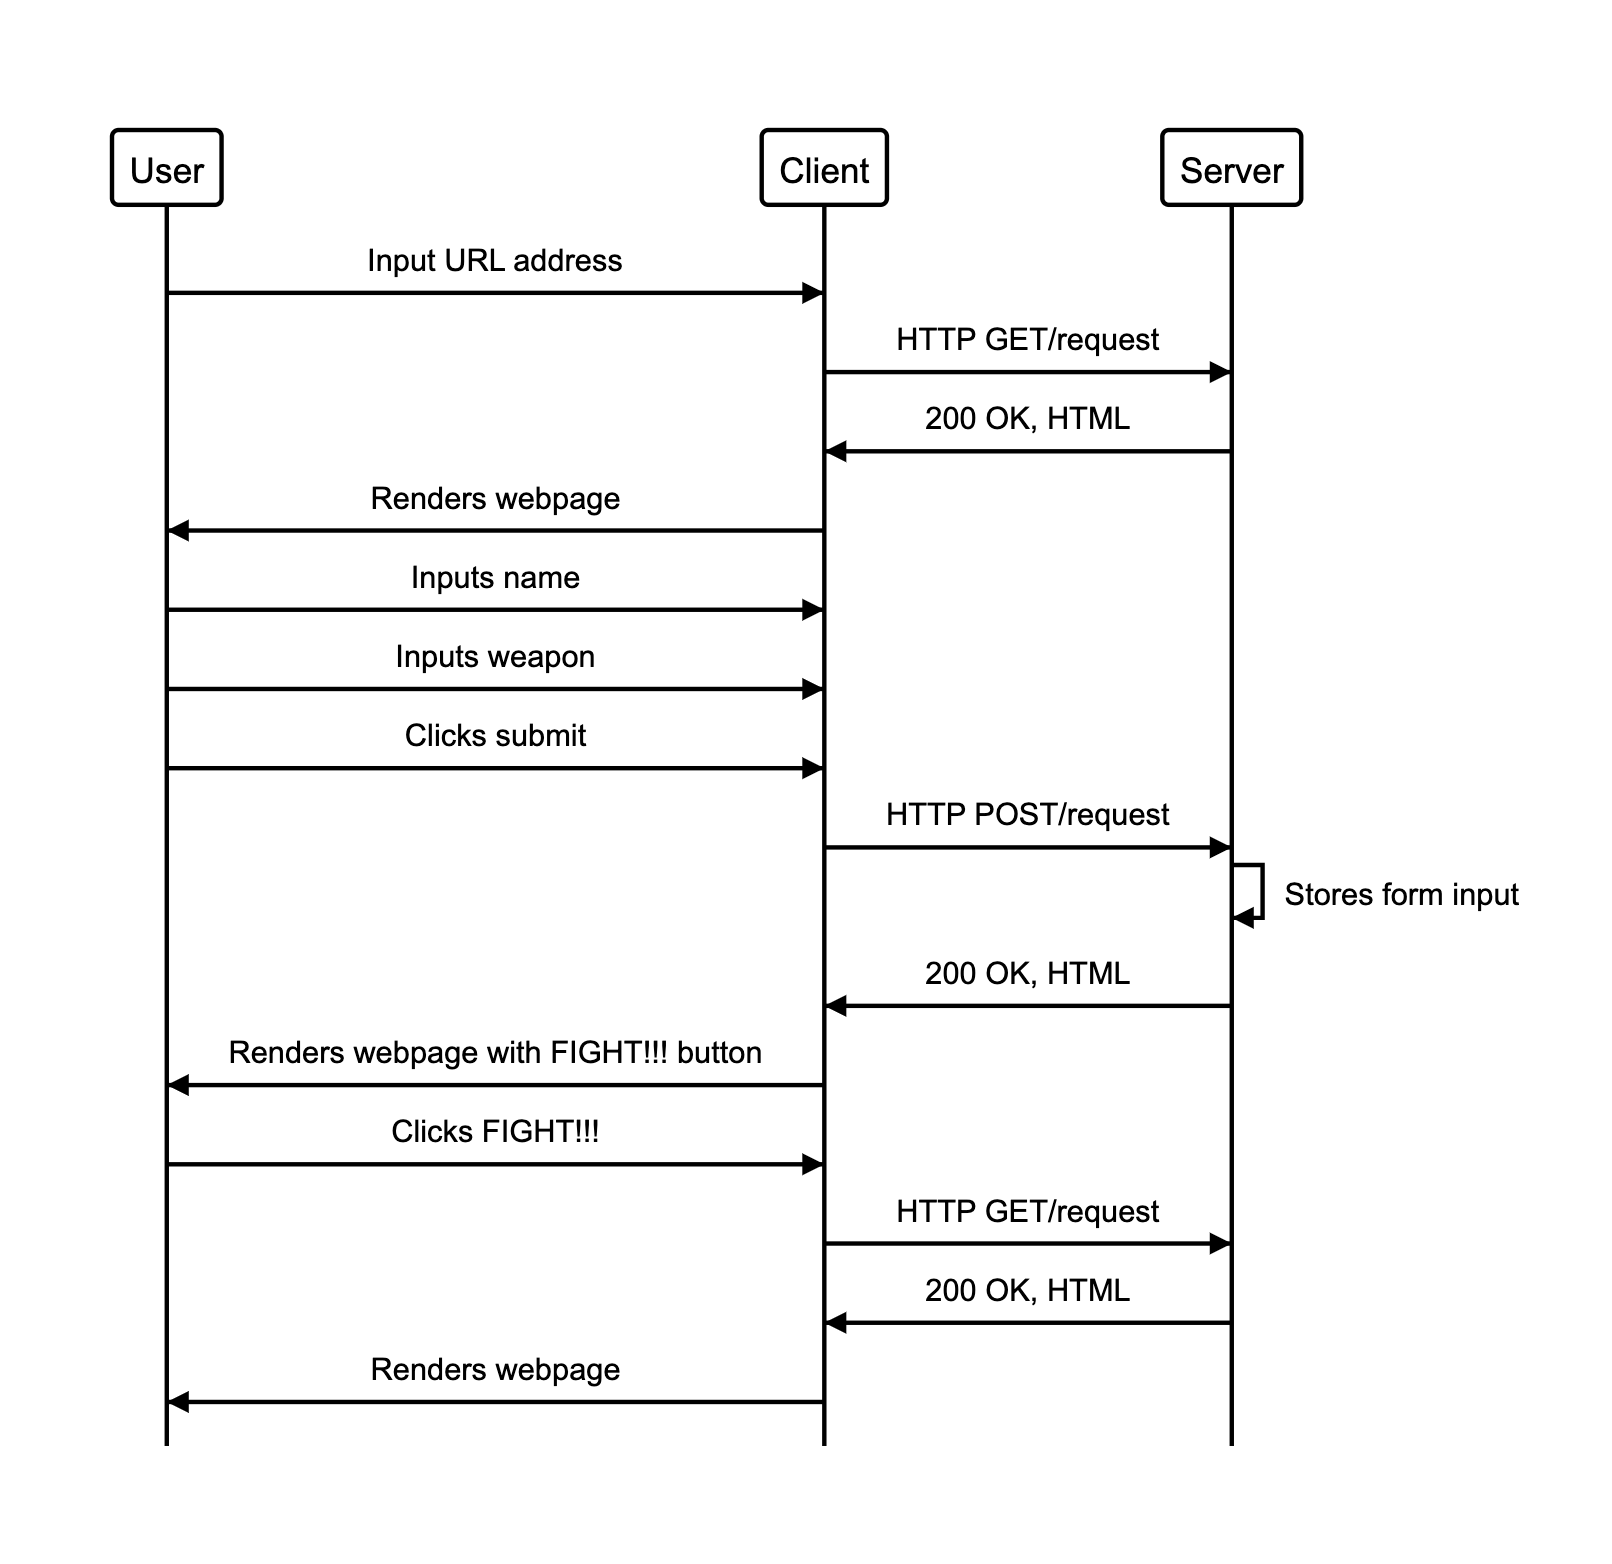 User
Client
Server
Input URL address
HTTP GET/request
200 OK, HTML
Renders webpage
Inputs name
Inputs weapon
Clicks submit
HTTP POST/request
Stores form input
200 OK, HTML
Renders webpage with FIGHT!!! button
Clicks FIGHT!!!
HTTP GET/request
200 OK, HTML
Renders webpage